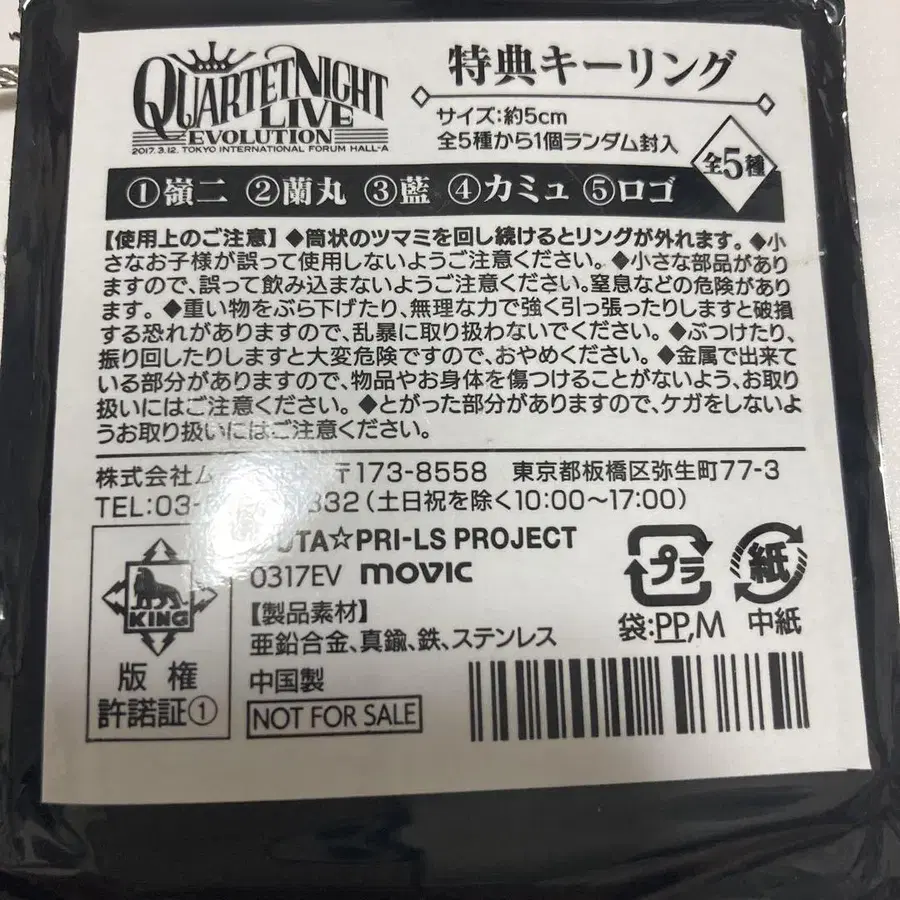 QUARTET NIGHT
LIVE
EVOLUTION
2017.3.12. TOKYO INTERNATIONAL FORUM HALL-A
特典キーリング
サイズ:約5cm
全5種から1個ランダム封入
全5種
①嶺二 ②蘭丸 ③藍 ④カミュ ⑤ロゴ
【使用上のご注意】◆筒状のツマミを回し続けるとリングが外れます。◆小
さなお子様が誤って使用しないようご注意ください。◆小さな部品があり
ますので、誤って飲み込まないようご注意ください。窒息などの危険があり
ます。◆重い物をぶら下げたり、無理な力で強く引っ張ったりしますと破損
する恐れがありますので、乱暴に取り扱わないでください。◆ぶつけたり、
振り回したりしますと大変危険ですので、おやめください。◆金属で出来て
いる部分がありますので、物品やお身体を傷つけることがないよう、お取り
扱いにはご注意ください。◆とがった部分がありますので、ケガをしないよ
うお取り扱いにはご注意ください。
株式会社ム 〒173-8558 東京都板橋区弥生町77-3
TEL:03- 332(土日祝を除く10:00〜17:00)
UTA☆PRI-LS PROJECT
0317EV movic
【製品素材】
亜鉛合金、真鍮、鉄、ステンレス
中国製
NOT FOR SALE
KING
版権
許諾証①
プラ
袋:PP,M
紙
中紙